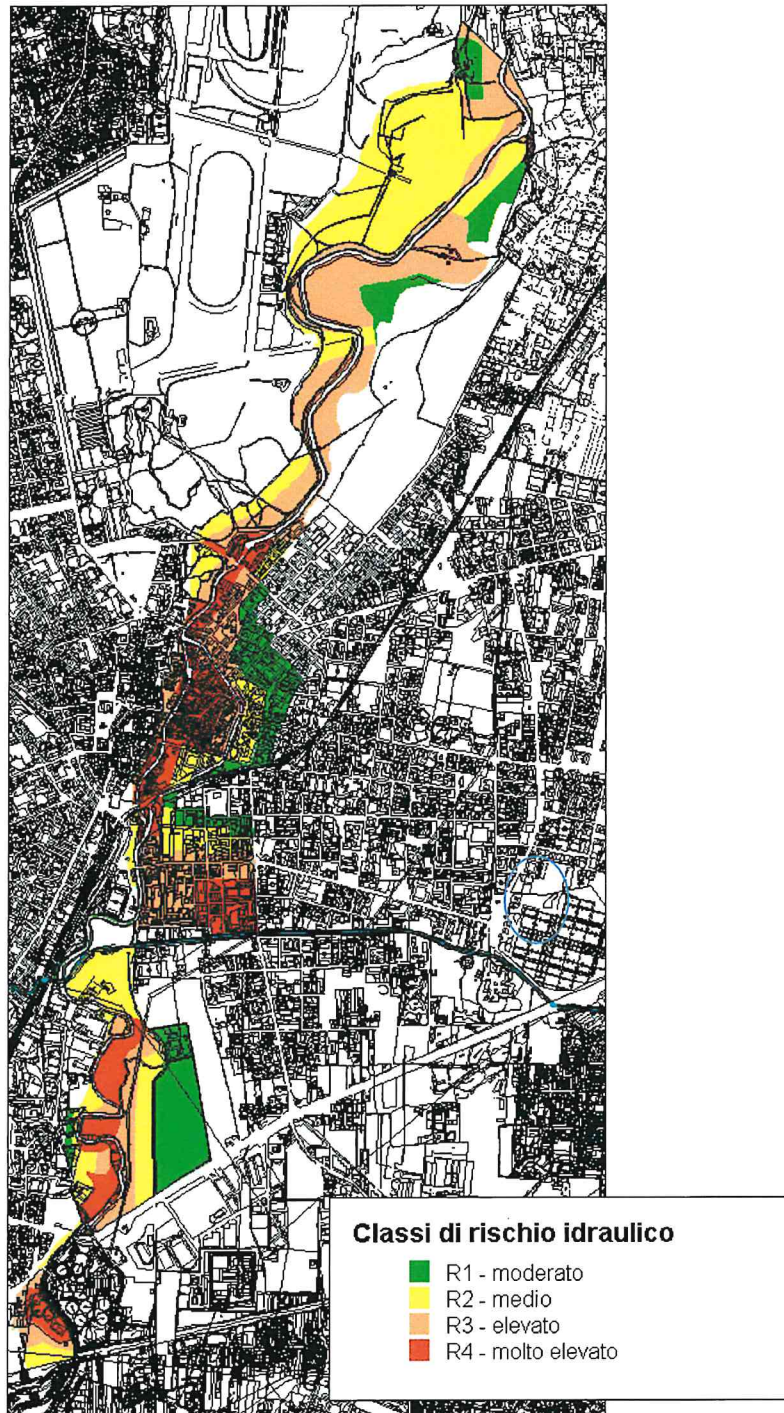 Classi di rischio idraulico
R1 - moderato
R2 - medio
R3 - elevato
R4 - molto elevato